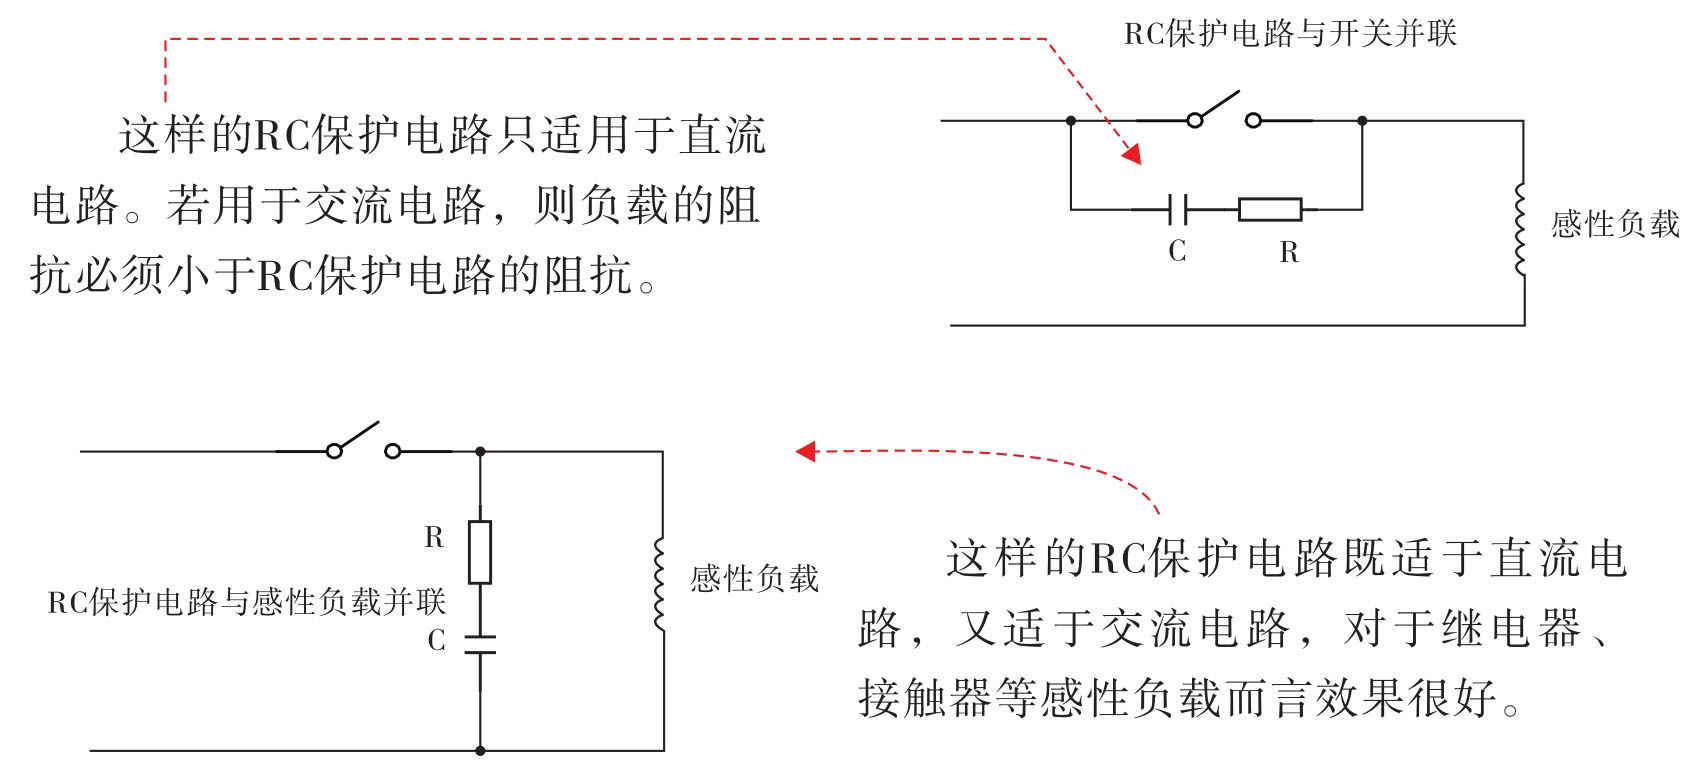 RC保护电路与开关并联
这样的RC保护电路只适用于直流
电路。若用于交流电路，则负载的阻
抗必须小于RC保护电路的阻抗。
感性负载
C
R
R
RC保护电路与感性负载并联
C
感性负载
这样的RC保护电路既适于直流电
路，又适于交流电路，对于继电器、
接触器等感性负载而言效果很好。